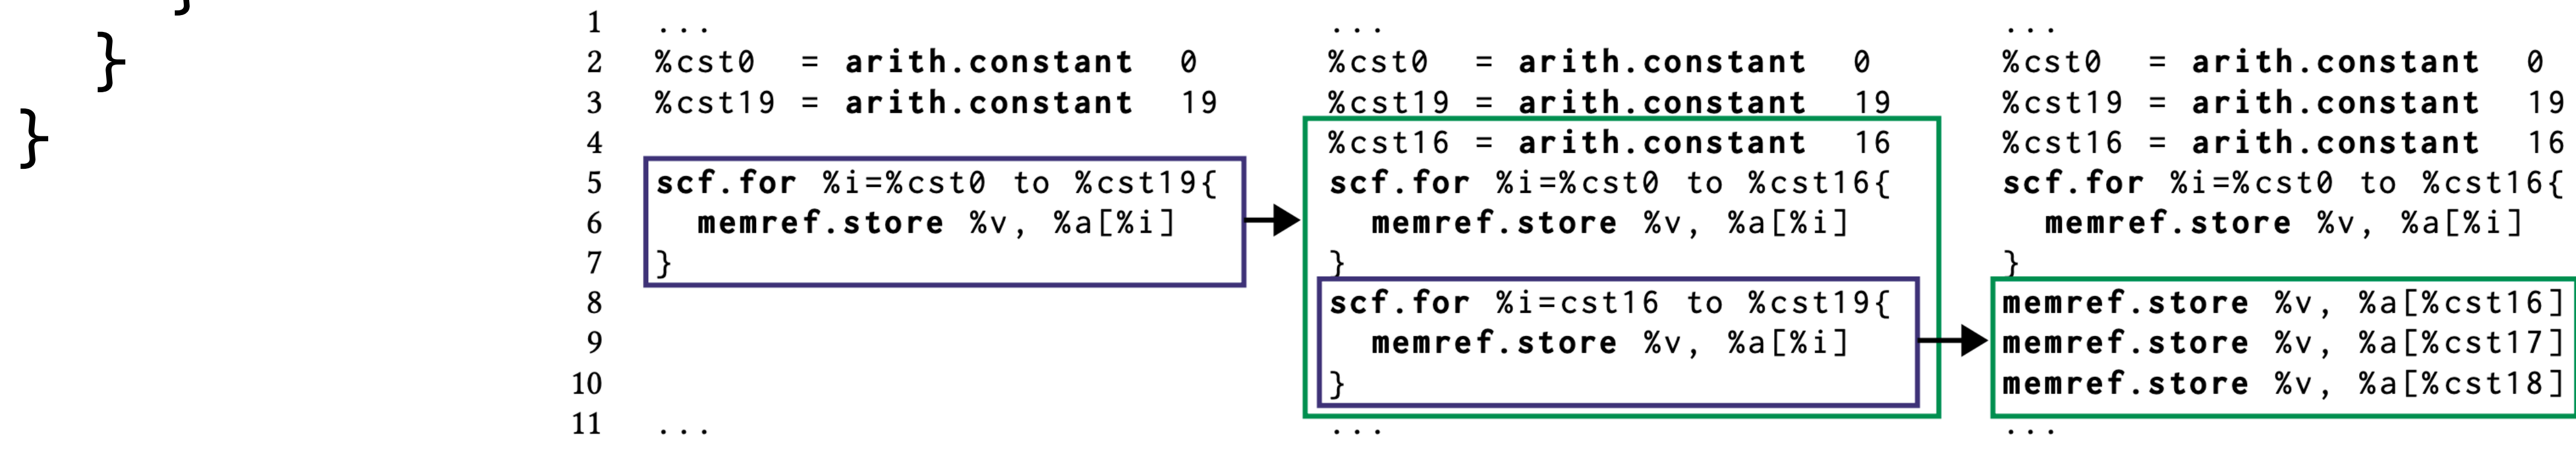 }
}
}
1 ... ... ...
2 %cst0 = arith.constant 0 %cst0 = arith.constant 0 %cst0 = arith.constant 0
3 %cst19 = arith.constant 19 %cst19 = arith.constant 19 %cst19 = arith.constant 19
4 %cst16 = arith.constant 16 %cst16 = arith.constant 16
5 scf.for %i=%cst0 to %cst19{ scf.for %i=%cst0 to %cst16{ scf.for %i=%cst0 to %cst16{
6 memref.store %v, %a[%i] memref.store %v, %a[%i] memref.store %v, %a[%i]
7 } } }
8 scf.for %i=cst16 to %cst19{ memref.store %v, %a[%cst16]
9 memref.store %v, %a[%i] memref.store %v, %a[%cst17]
10 } memref.store %v, %a[%cst18]
11 ... ... ...